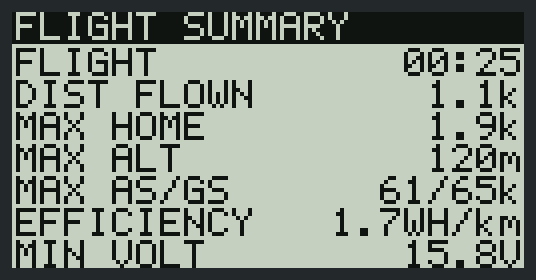 FLIGHT SUMMARY
FLIGHT 00:25
DIST FLOWN 1.1k
MAX HOME 1.9k
MAX ALT 120m
MAX AS/GS 61/65k
EFFICIENCY 1.7WH/km
MIN VOLT 15.8V